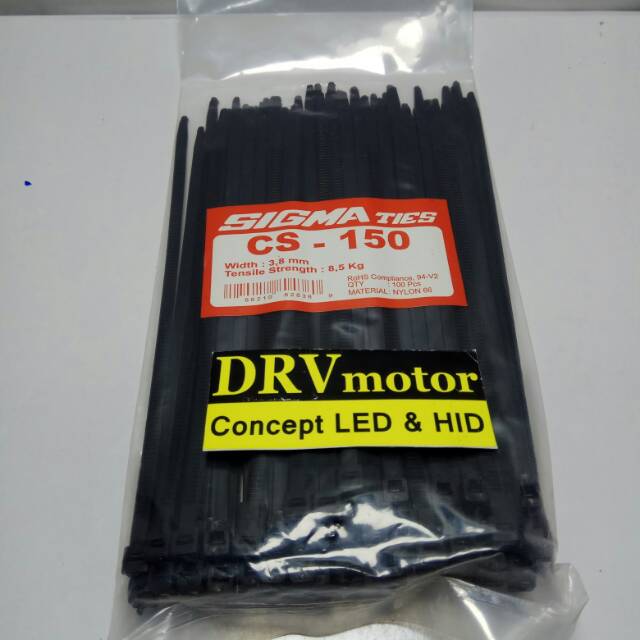 SIGMA TIES
CS - 150
Width : 3,8 mm
Tensile Strength : 8,5 Kg
RoHS Compliance, 94-V2
QTY : 100 Pcs
MATERIAL : NYLON 66
DRV motor
Concept LED & HID